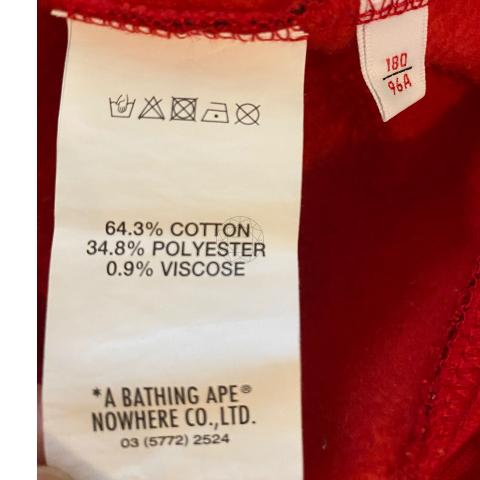 180
96A
64.3% COTTON
34.8% POLYESTER
0.9% VISCOSE
*A BATHING APE®
NOWHERE CO.,LTD.
03 (5772) 2524